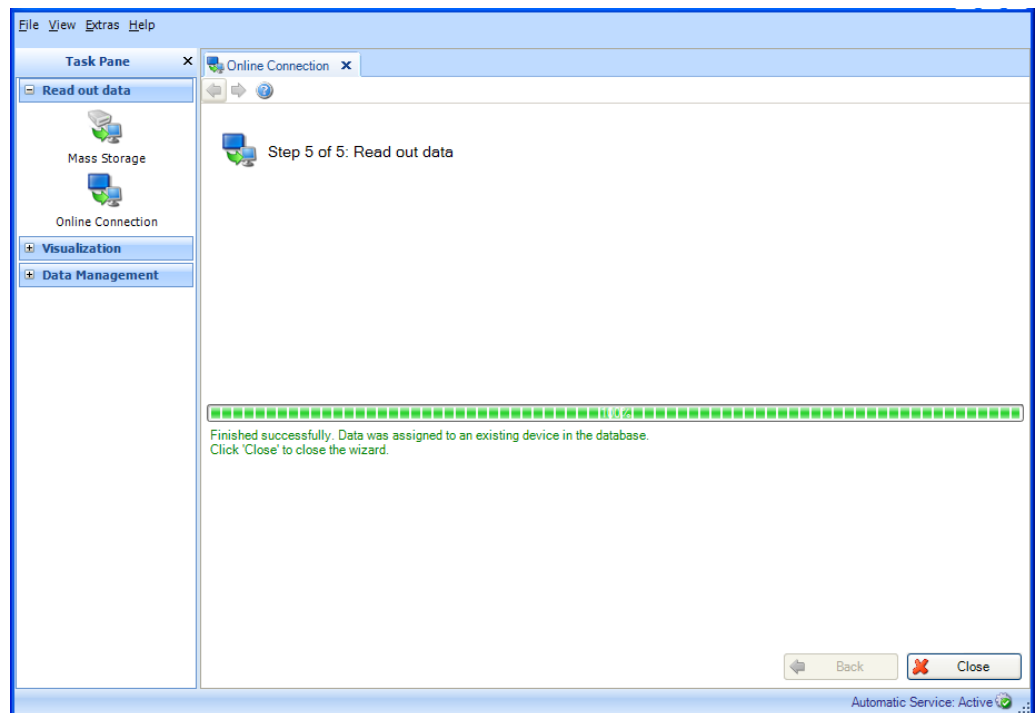 File View Extras Help
Task Pane
Online Connection
Read out data
Mass Storage
Online Connection
Visualization
Data Management
Step 5 of 5: Read out data
100%
Finished successfully. Data was assigned to an existing device in the database.
Click 'Close' to close the wizard.
Back
Close
Automatic Service: Active